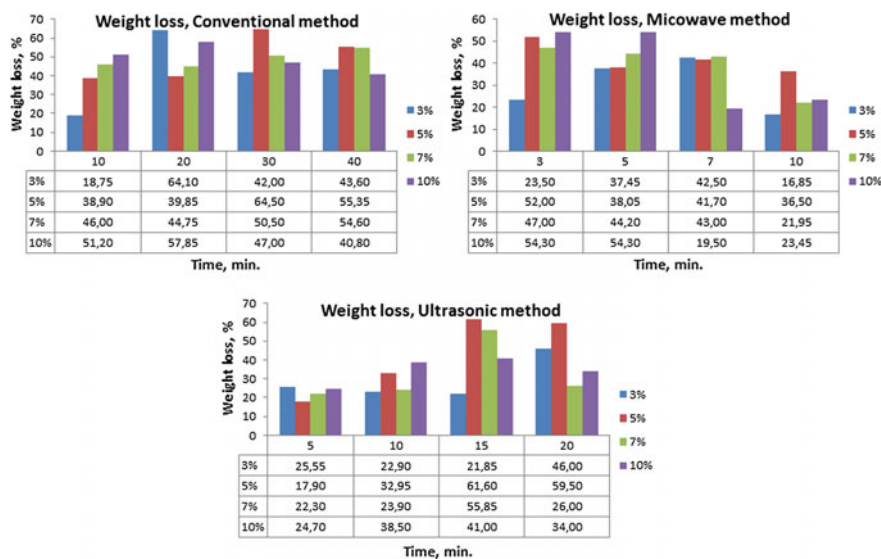 Weight loss, Conventional method
Weight loss, %
70
60
50
40
30
20
10
0
10 20 30 40
3% 18,75 64,10 42,00 43,60
5% 38,90 39,85 64,50 55,35
7% 46,00 44,75 50,50 54,60
10% 51,20 57,85 47,00 40,80
Time, min.
3%
5%
7%
10%
Weight loss, Micowave method
Weight loss, %
60
50
40
30
20
10
0
3 5 7 10
3% 23,50 37,45 42,50 16,85
5% 52,00 38,05 41,70 36,50
7% 47,00 44,20 43,00 21,95
10% 54,30 54,30 19,50 23,45
Time, min.
3%
5%
7%
10%
Weight loss, Ultrasonic method
Weight loss, %
70
60
50
40
30
20
10
0
5 10 15 20
3% 25,55 22,90 21,85 46,00
5% 17,90 32,95 61,60 59,50
7% 22,30 23,90 55,85 26,00
10% 24,70 38,50 41,00 34,00
Time, min.
3%
5%
7%
10%